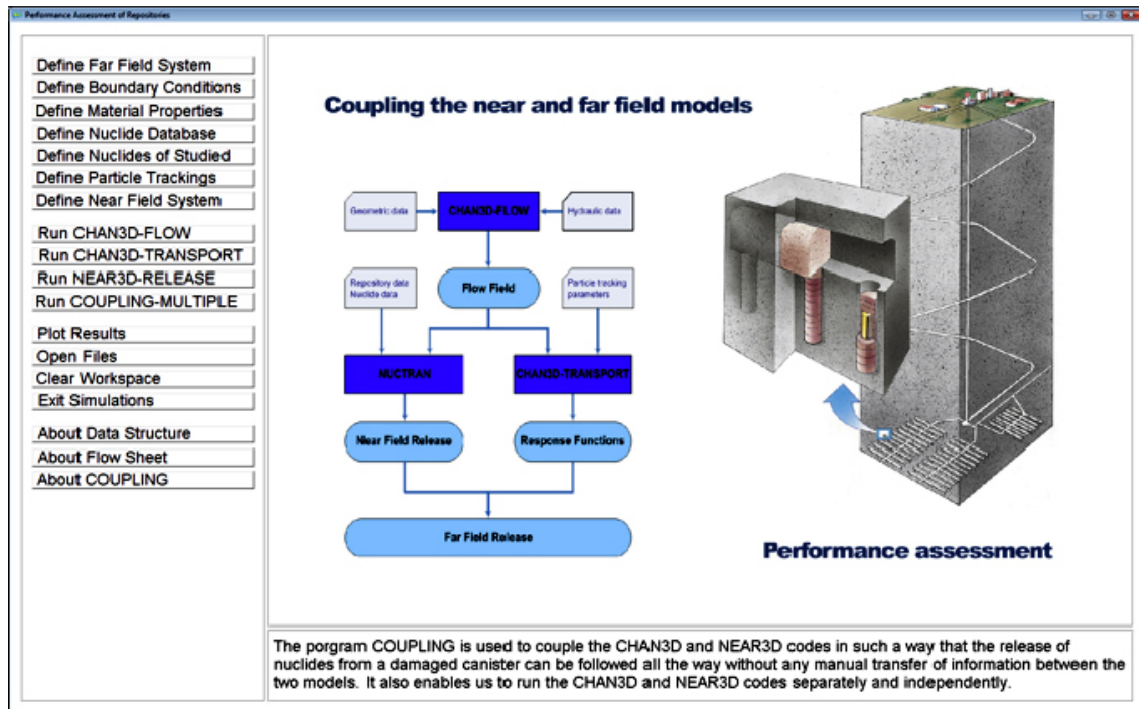 Performance Assessment of Repositories
Define Far Field System
Define Boundary Conditions
Define Material Properties
Define Nuclide Database
Define Nuclides of Studied
Define Particle Trackings
Define Near Field System
Run CHAN3D-FLOW
Run CHAN3D-TRANSPORT
Run NEAR3D-RELEASE
Run COUPLING-MULTIPLE
Plot Results
Open Files
Clear Workspace
Exit Simulations
About Data Structure
About Flow Sheet
About COUPLING
Coupling the near and far field models
Geometric data
CHAN3D-FLOW
Hydraulic data
Repository data
Nuclide data
Flow Field
Particle tracking
parameters
NUCTRAN
CHAN3D-TRANSPORT
Near Field Release
Response Functions
Far Field Release
Performance assessment
The porgram COUPLING is used to couple the CHAN3D and NEAR3D codes in such a way that the release of
nuclides from a damaged canister can be followed all the way without any manual transfer of information between the
two models. It also enables us to run the CHAN3D and NEAR3D codes separately and independently.